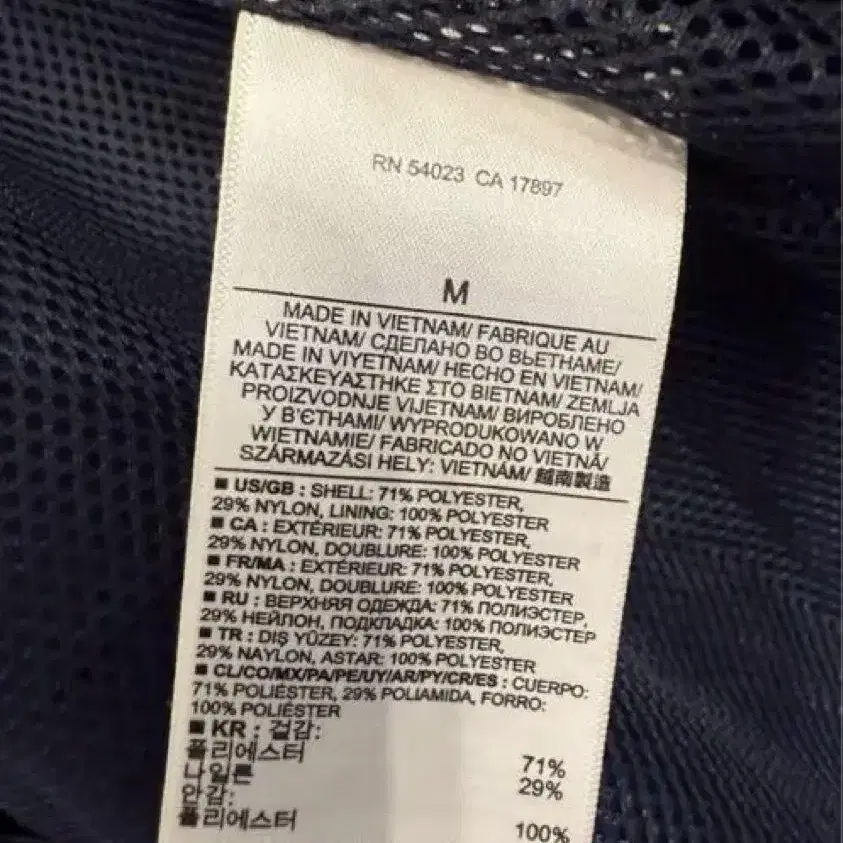 RN 54023 CA 17897
M
MADE IN VIETNAM/ FABRIQUE AU
VIETNAM/ СДЕЛАНО ВО ВЬЕТНАМЕ/
MADE IN VIYETNAM/ HECHO EN VIETNAM/
ΚΑΤΑΣΚΕΥΑΣΤΗΚΕ ΣΤΟ ΒΙΕΤΝΑΜ/ ZEMLJA
PROIZVODNJE VIJETNAM/ ВИРОБЛЕНО
У В'ЄТНАМІ/ WYPRODUKOWANO W
WIETNAMIE/ FABRICADO NO VIETNÃ/
SZÁRMAZÁSI HELY: VIETNÁM/ 越南製造
■ US/GB : SHELL: 71% POLYESTER,
29% NYLON, LINING: 100% POLYESTER
■ CA : EXTÉRIEUR: 71% POLYESTER,
29% NYLON, DOUBLURE: 100% POLYESTER
■ FR/MA : EXTÉRIEUR: 71% POLYESTER,
29% NYLON, DOUBLURE: 100% POLYESTER
■ RU : ВЕРХНЯЯ ОДЕЖДА: 71% ПОЛИЭСТЕР,
29% НЕЙЛОН, ПОДКЛАДКА: 100% ПОЛИЭСТЕР
■ TR : DIŞ YÜZEY: 71% POLYESTER,
29% NAYLON, ASTAR: 100% POLYESTER
■ CL/CO/MX/PA/PE/UY/AR/PY/CR/ES : CUERPO:
71% POLIÉSTER, 29% POLIAMIDA, FORRO:
100% POLIÉSTER
■ KR : 겉감:
폴리에스터 71%
나일론 29%
안감:
폴리에스터 100%